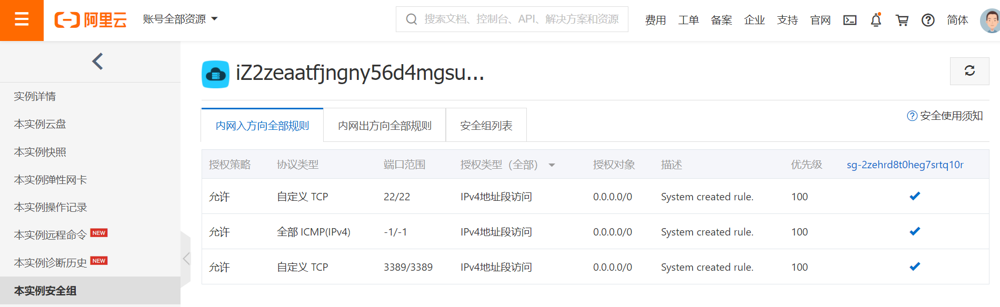 阿里云 账号全部资源 搜索文档、控制台、API、解决方案和资源 费用 工单 备案 企业 支持 官网 简体
iZ2zeaatfjngny56d4mgsu...
实例详情
本实例云盘
本实例快照
本实例弹性网卡
本实例操作记录
本实例远程命令 NEW
本实例诊断历史 NEW
本实例安全组
内网入方向全部规则 内网出方向全部规则 安全组列表 安全使用须知
授权策略 协议类型 端口范围 授权类型（全部） 授权对象 描述 优先级 sg-2zehrd8t0heg7srtq10r
允许 自定义 TCP 22/22 IPv4地址段访问 0.0.0.0/0 System created rule. 100
允许 全部 ICMP(IPv4) -1/-1 IPv4地址段访问 0.0.0.0/0 System created rule. 100
允许 自定义 TCP 3389/3389 IPv4地址段访问 0.0.0.0/0 System created rule. 100